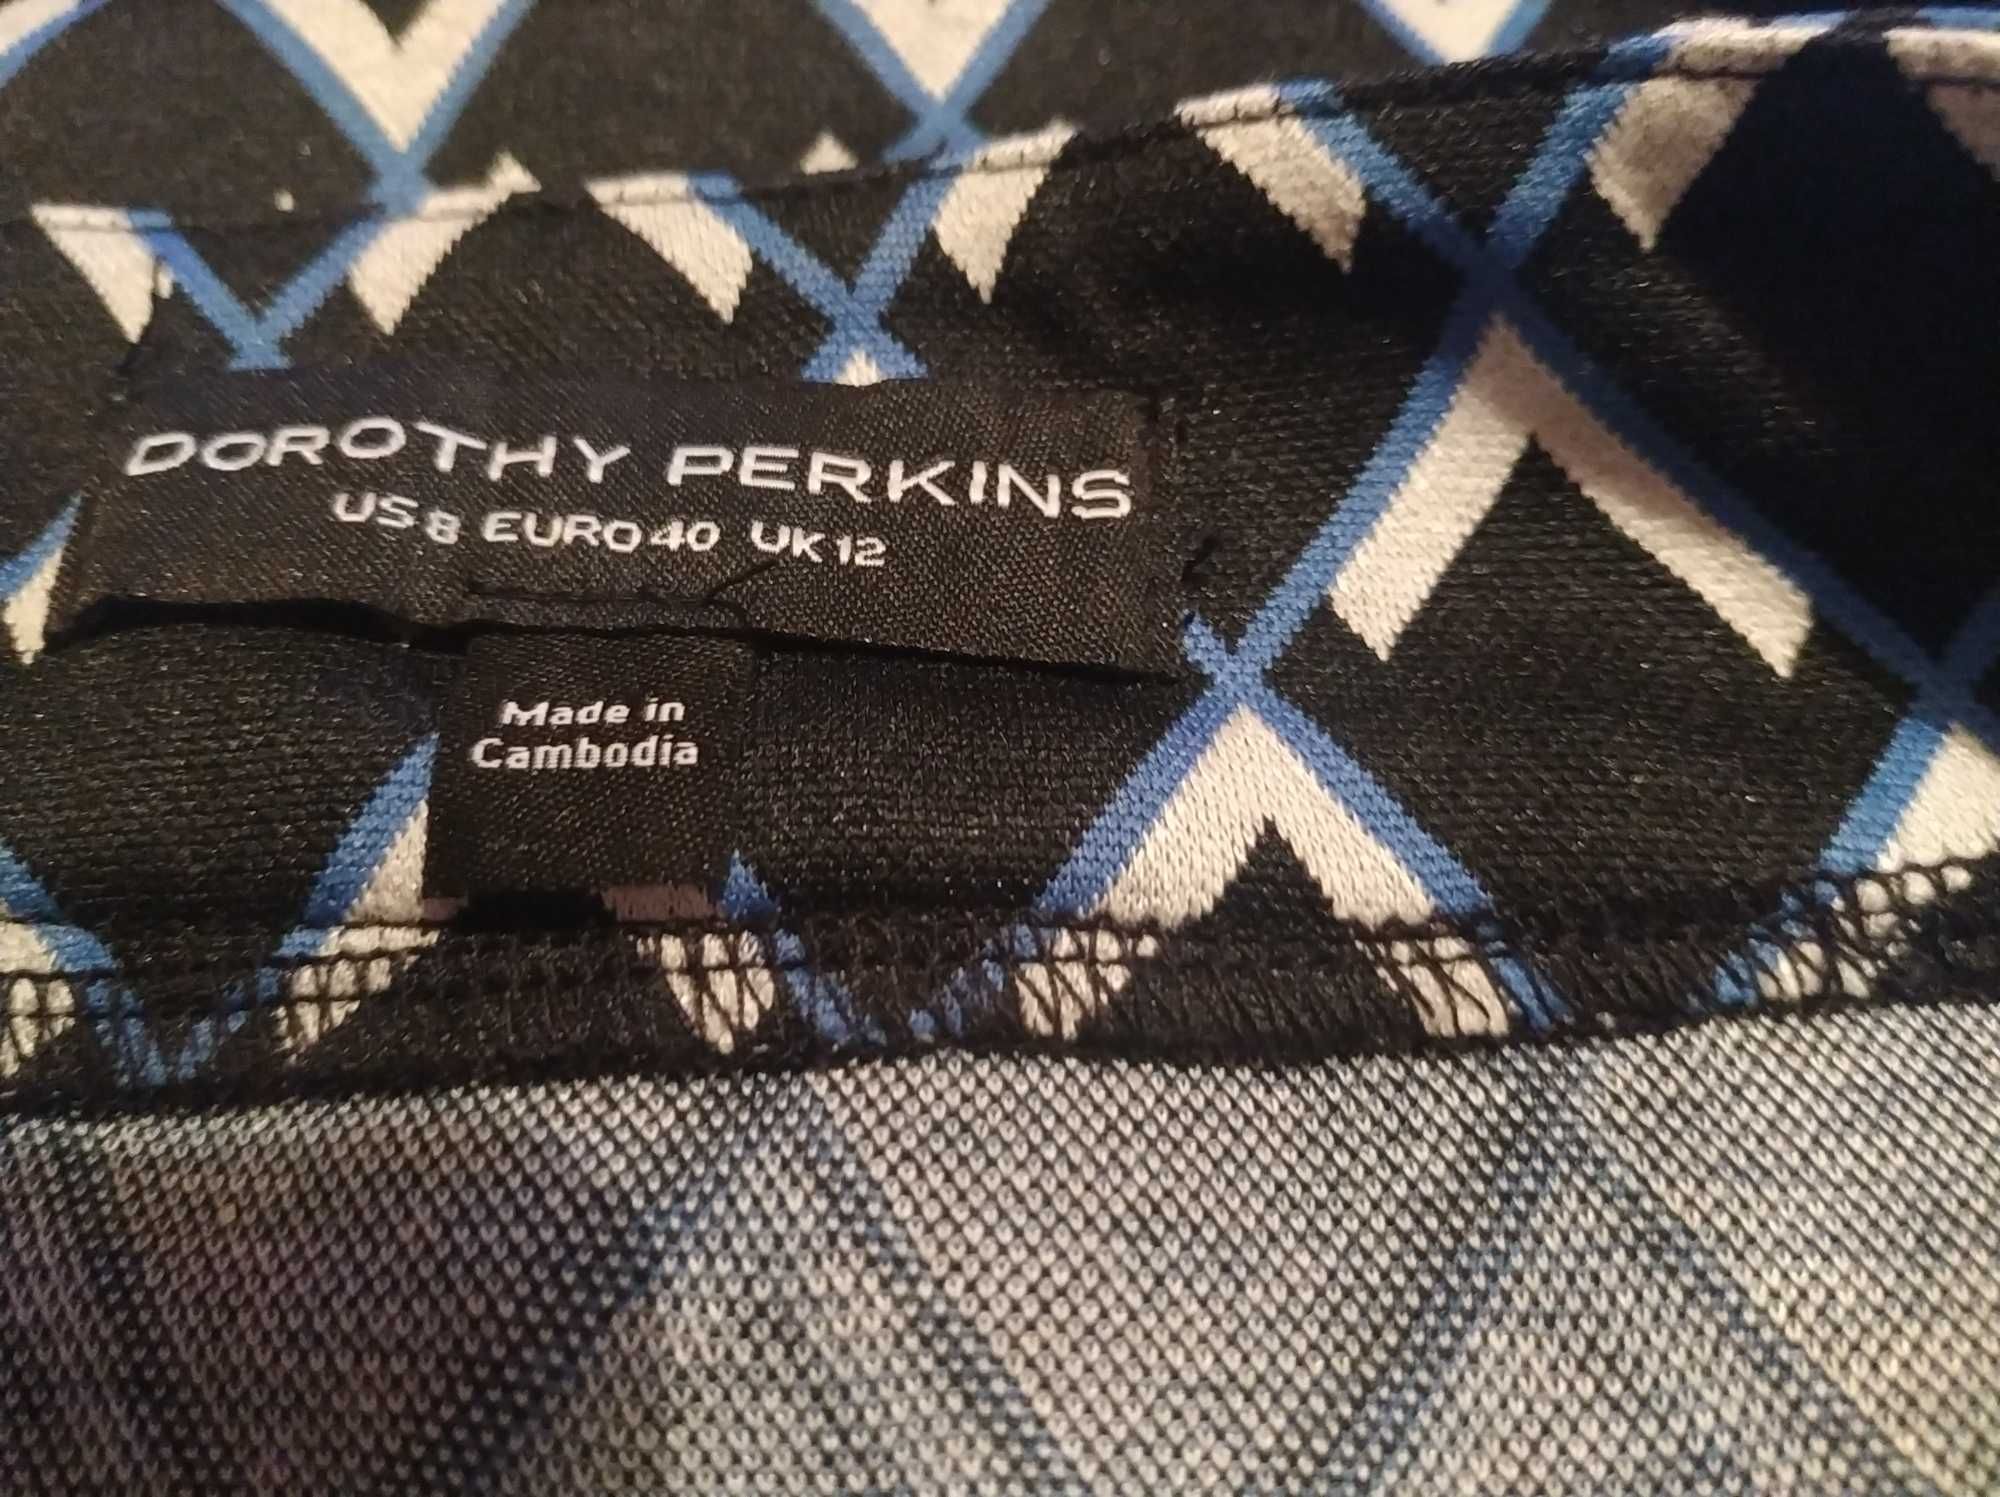 DOROTHY PERKINS
US 8 EURO 40 UK 12
Made in
Cambodia